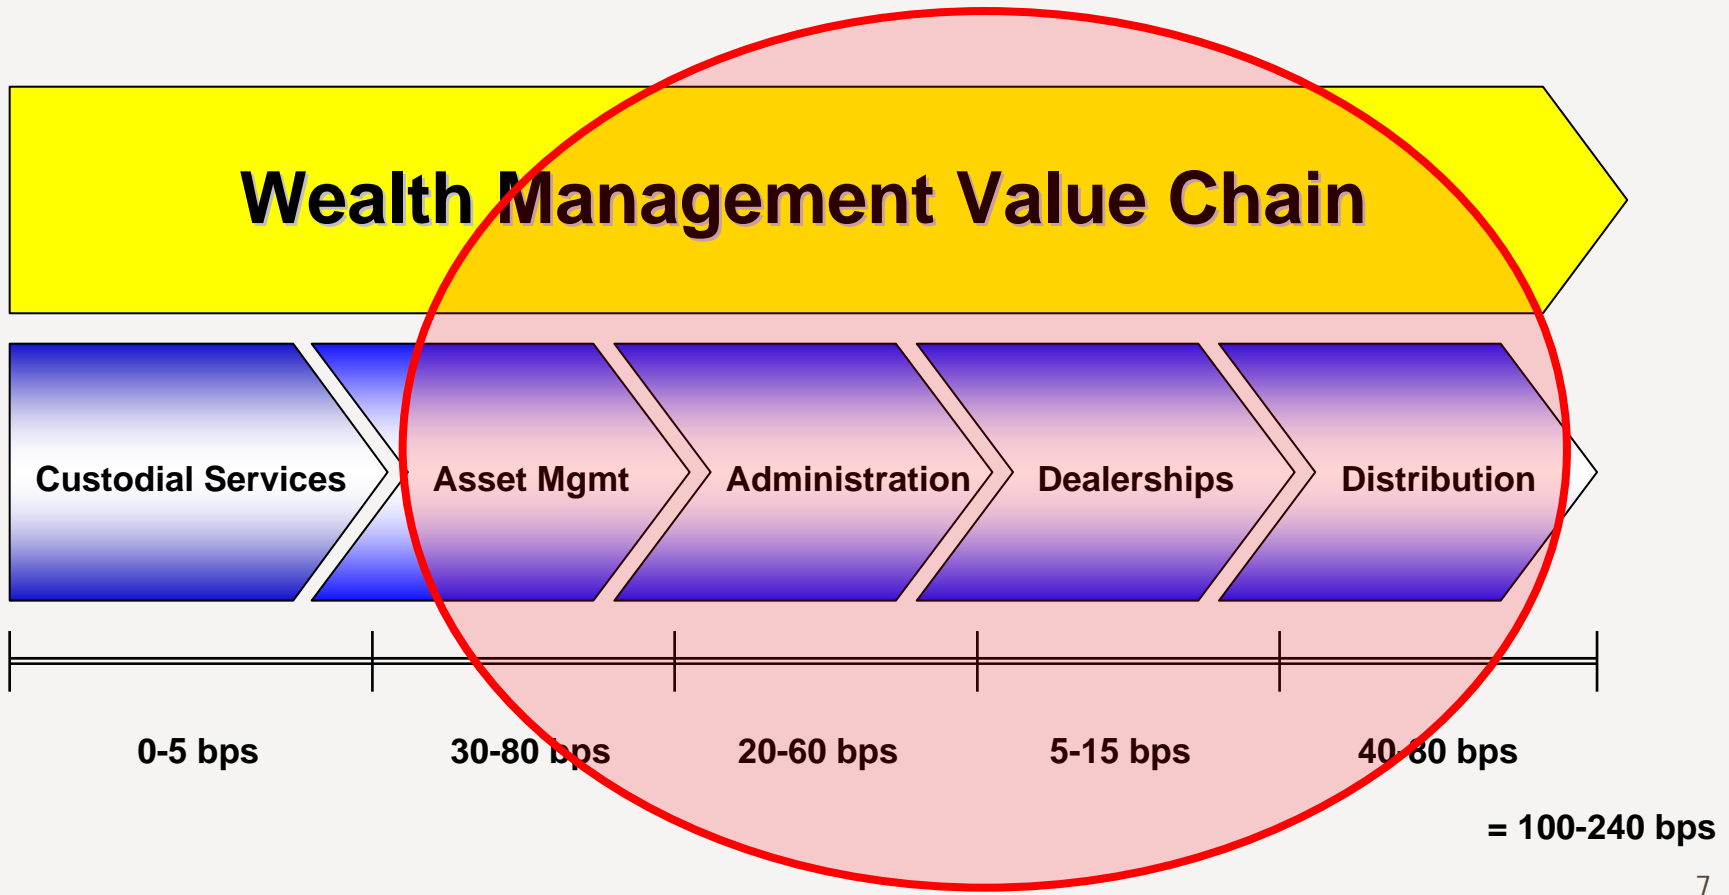 Wealth Management Value Chain
Custodial Services
Asset Mgmt
Administration
Dealerships
Distribution
0-5 bps
30-80 bps
20-60 bps
5-15 bps
40-80 bps
= 100-240 bps
7